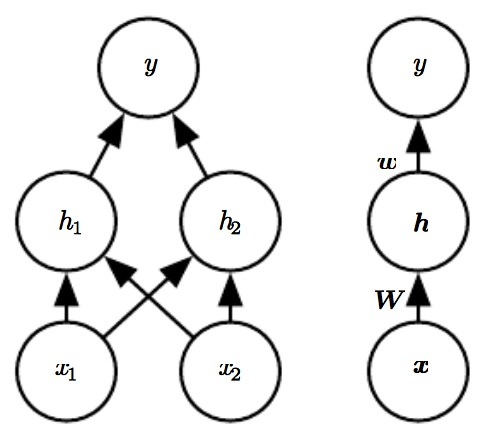 y y
w
h₁ h₂ h
W
x₁ x₂ x